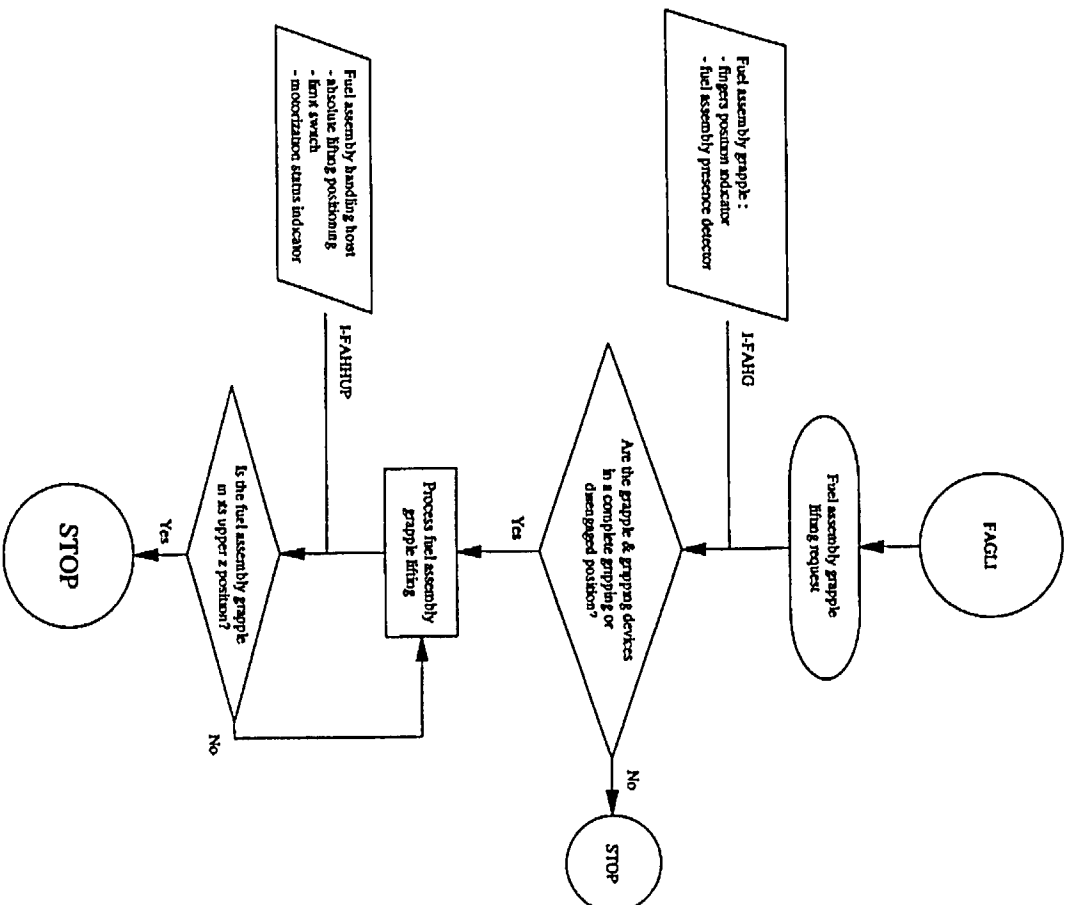 FAGLI
Fuel assembly grapple
lifting request
Fuel assembly grapple :
- fingers position indicator
- fuel assembly presence detector
I-FAHG
Are the grapple & grapping devices
in a complete gripping or
disengaged position?
No
STOP
Yes
Process fuel assembly
grapple lifting
Fuel assembly handling hoist
- absolute lifting positioning
- limit switch
- motorization status indicator
I-FAHHUP
Is the fuel assembly grapple
in its upper z position?
No
Yes
STOP